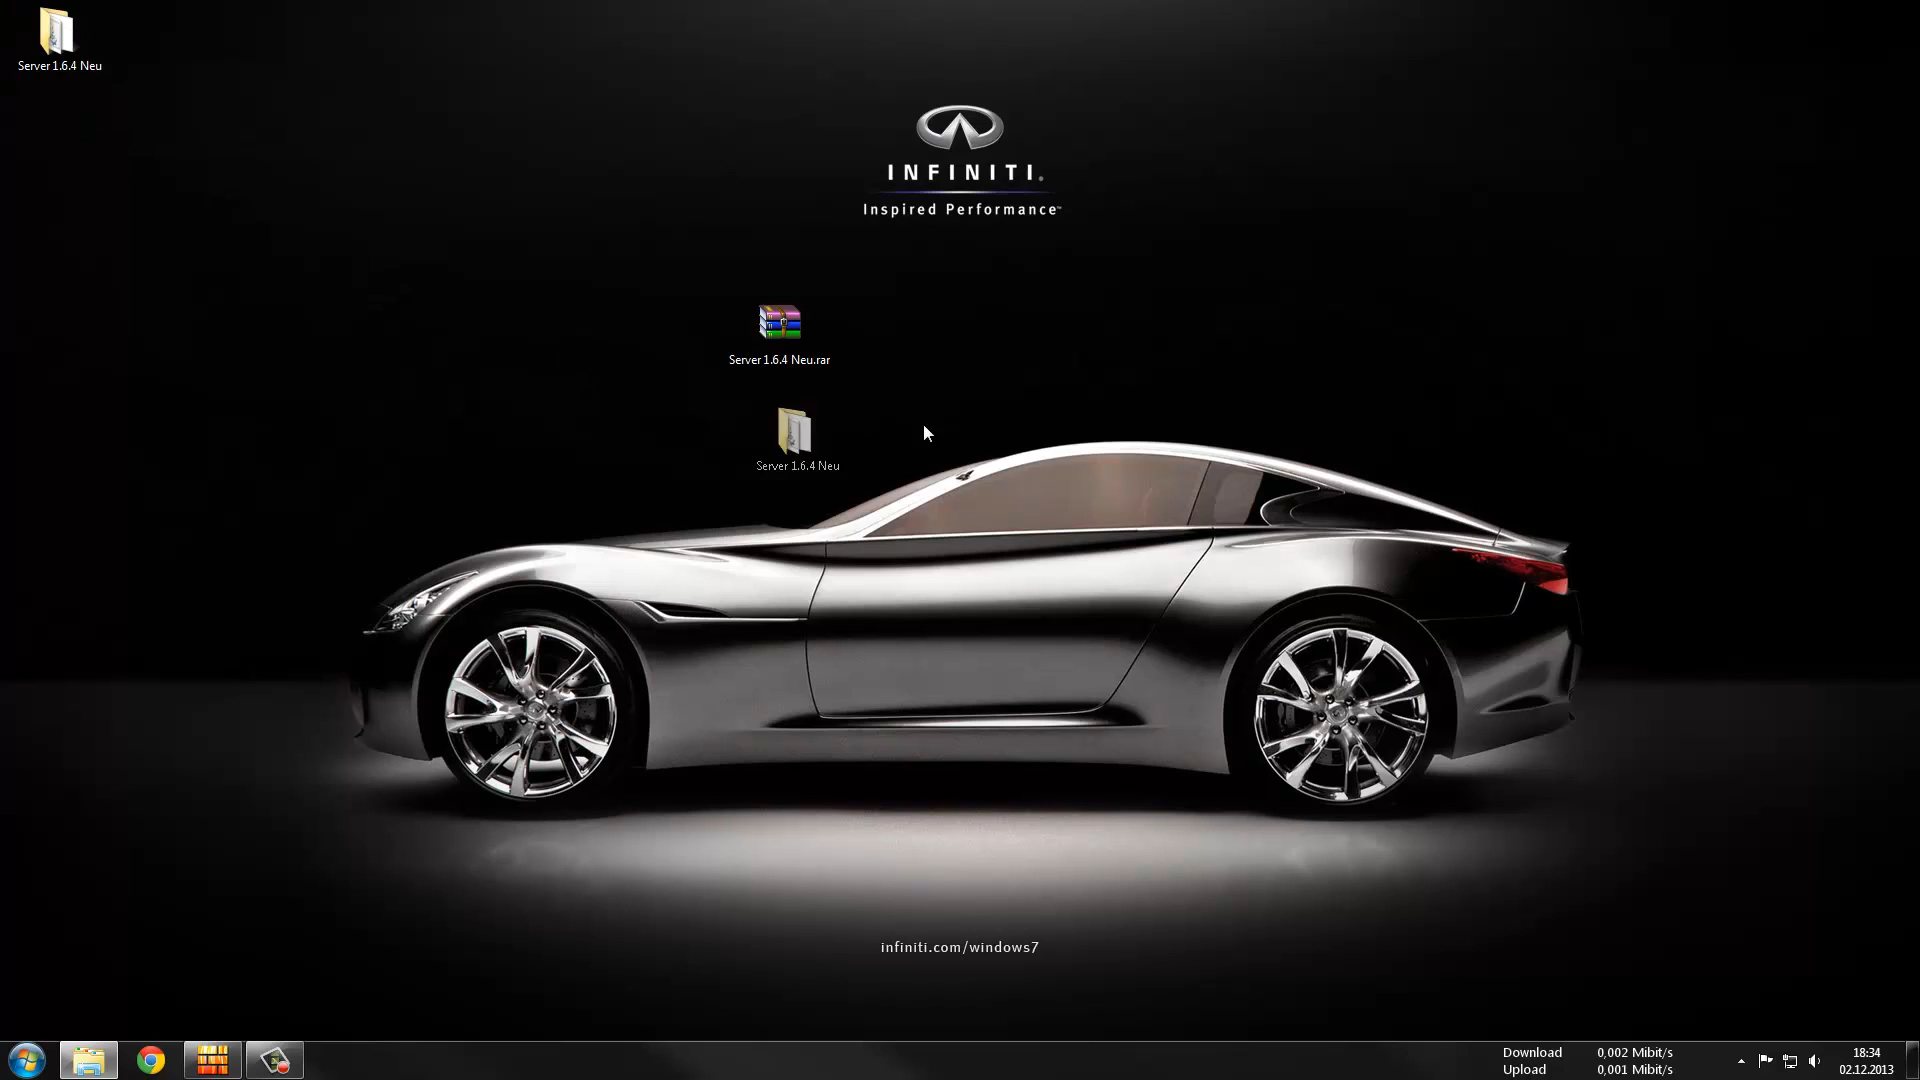 Server 1.6.4 Neu
INFINITI.
Inspired Performance™
Server 1.6.4 Neu.rar
Server 1.6.4 Neu
infiniti.com/windows7
Download 0,002 Mibit/s
Upload 0,001 Mibit/s
18:34
02.12.2013